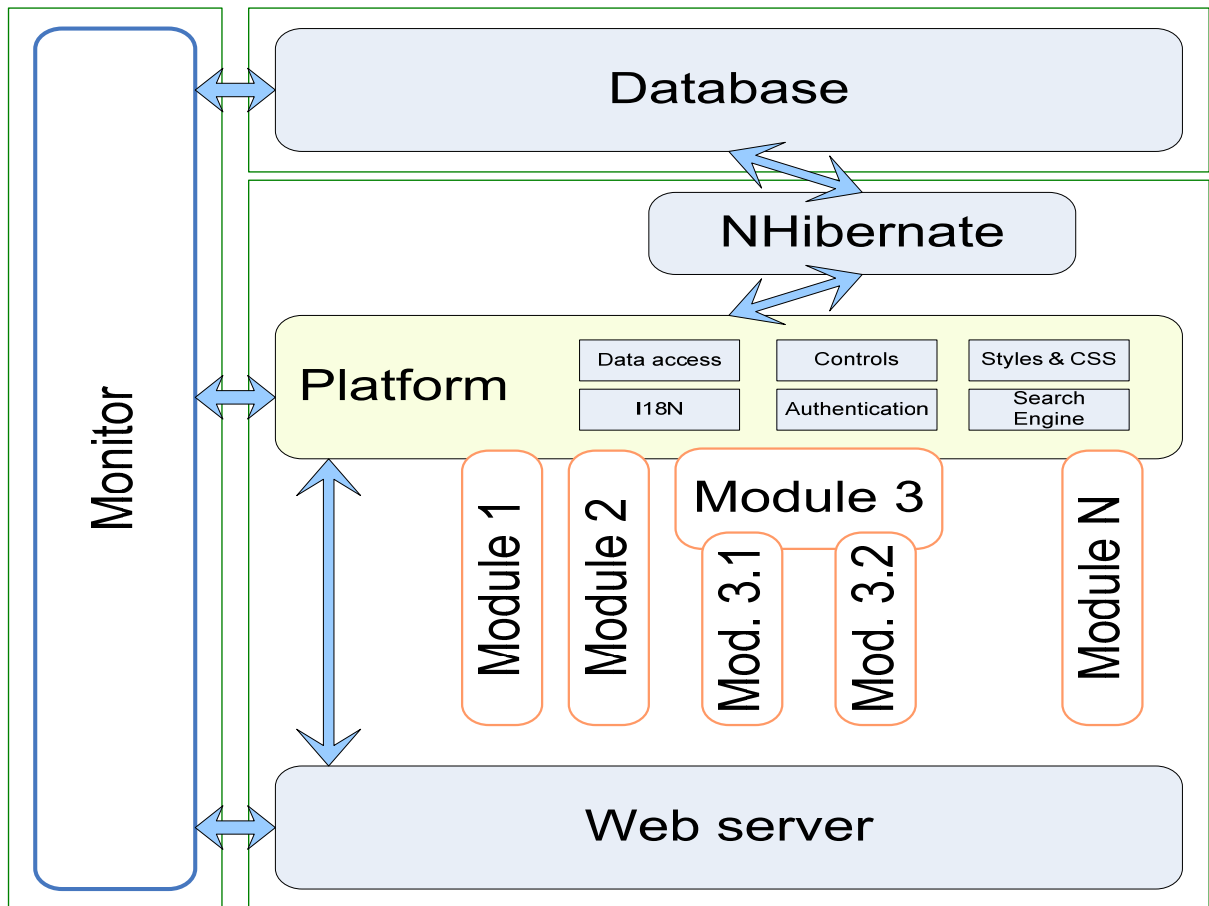 Monitor
Database
NHibernate
Platform
Data access
Controls
Styles & CSS
I18N
Authentication
Search
Engine
Module 1
Module 2
Module 3
Mod. 3.1
Mod. 3.2
Module N
Web server